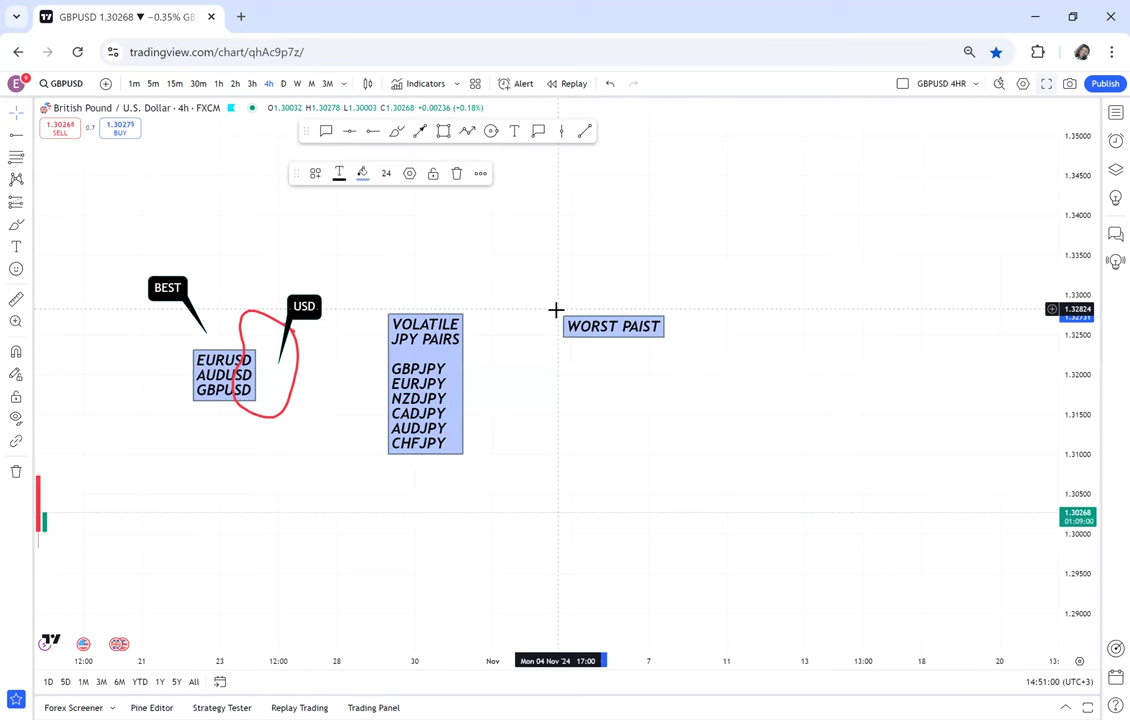 GBPUSD 1.30268 ▼ −0.35% GB
tradingview.com/chart/qhAc9p7z/
E 9 GBPUSD 1m 5m 15m 30m 1h 2h 3h 4h D W M 3M Indicators Alert Replay GBPUSD 4HR Publish
British Pound / U.S. Dollar · 4h · FXCM O1.30032 H1.30278 L1.30003 C1.30268 +0.00236 (+0.18%)
1.30268 SELL 0.7 1.30275 BUY
24
BEST
USD
EURUSD
AUDUSD
GBPUSD
VOLATILE
JPY PAIRS
GBPJPY
EURJPY
NZDJPY
CADJPY
AUDJPY
CHFJPY
WORST PAIST
1.35000
1.34500
1.34000
1.33500
1.33000
1.32824
1.32500
1.32000
1.31500
1.31000
1.30500
1.30268
01:09:00
1.30000
1.29500
1.29000
12:00 21 23 12:00 28 30 Nov Mon 04 Nov '24 17:00 7 11 13 13:00 18 20 13:
1D 5D 1M 3M 6M YTD 1Y 5Y All 14:51:00 (UTC+3)
Forex Screener Pine Editor Strategy Tester Replay Trading Trading Panel